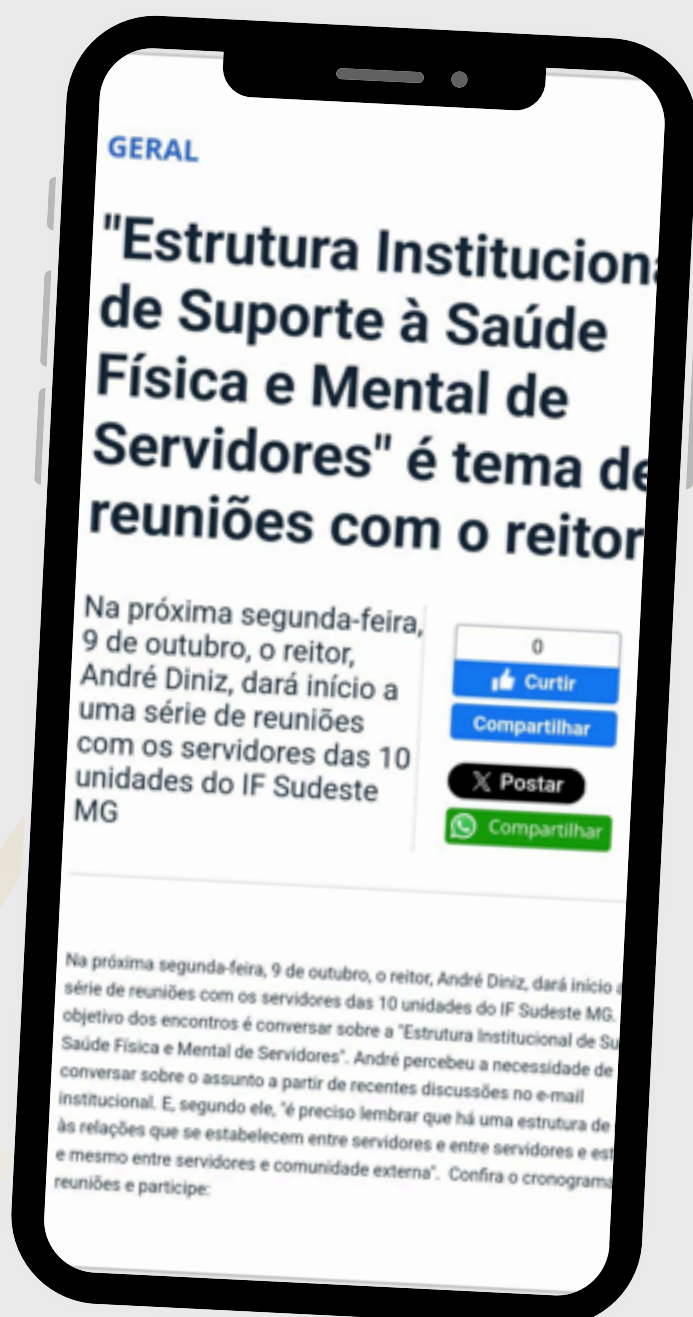 GERAL
"Estrutura Instituciona
de Suporte à Saúde
Física e Mental de
Servidores" é tema de
reuniões com o reitor
Na próxima segunda-feira,
9 de outubro, o reitor,
André Diniz, dará início a
uma série de reuniões
com os servidores das 10
unidades do IF Sudeste
MG
0
Curtir
Compartilhar
X Postar
Compartilhar
Na próxima segunda-feira, 9 de outubro, o reitor, André Diniz, dará início a
série de reuniões com os servidores das 10 unidades do IF Sudeste MG.
objetivo dos encontros é conversar sobre a "Estrutura Institucional de Su
Saúde Física e Mental de Servidores". André percebeu a necessidade de
conversar sobre o assunto a partir de recentes discussões no e-mail
institucional. E, segundo ele, "é preciso lembrar que há uma estrutura de
às relações que se estabelecem entre servidores e entre servidores e est
e mesmo entre servidores e comunidade externa". Confira o cronograma
reuniões e participe: